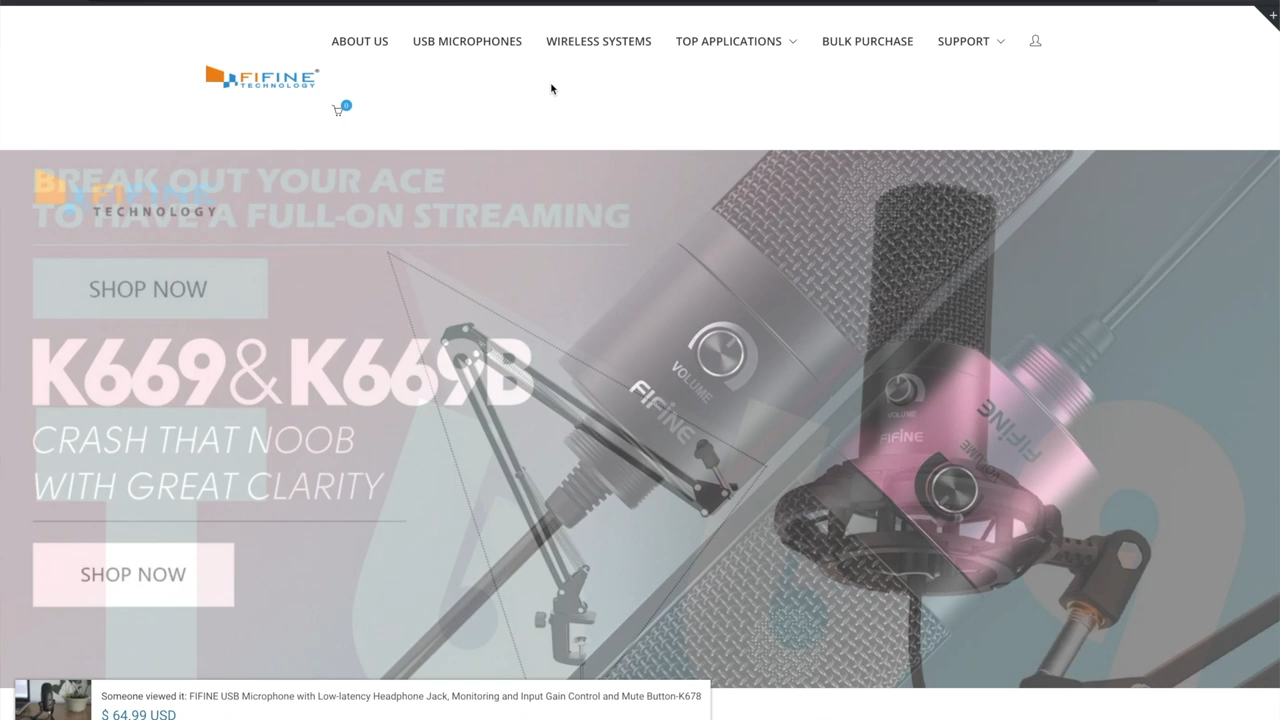 ABOUT US
USB MICROPHONES
WIRELESS SYSTEMS
TOP APPLICATIONS
BULK PURCHASE
SUPPORT
FIFINE®
TECHNOLOGY
0
BREAK OUT YOUR ACE
TO HAVE A FULL-ON STREAMING
FIFINE
TECHNOLOGY
SHOP NOW
K669 & K669B
CRASH THAT NOOB
WITH GREAT CLARITY
SHOP NOW
VOLUME
FIFINE
VOLUME
FIFINE
FIFINE
VOLUME
Someone viewed it: FIFINE USB Microphone with Low-latency Headphone Jack, Monitoring and Input Gain Control and Mute Button-K678
$ 64.99 USD